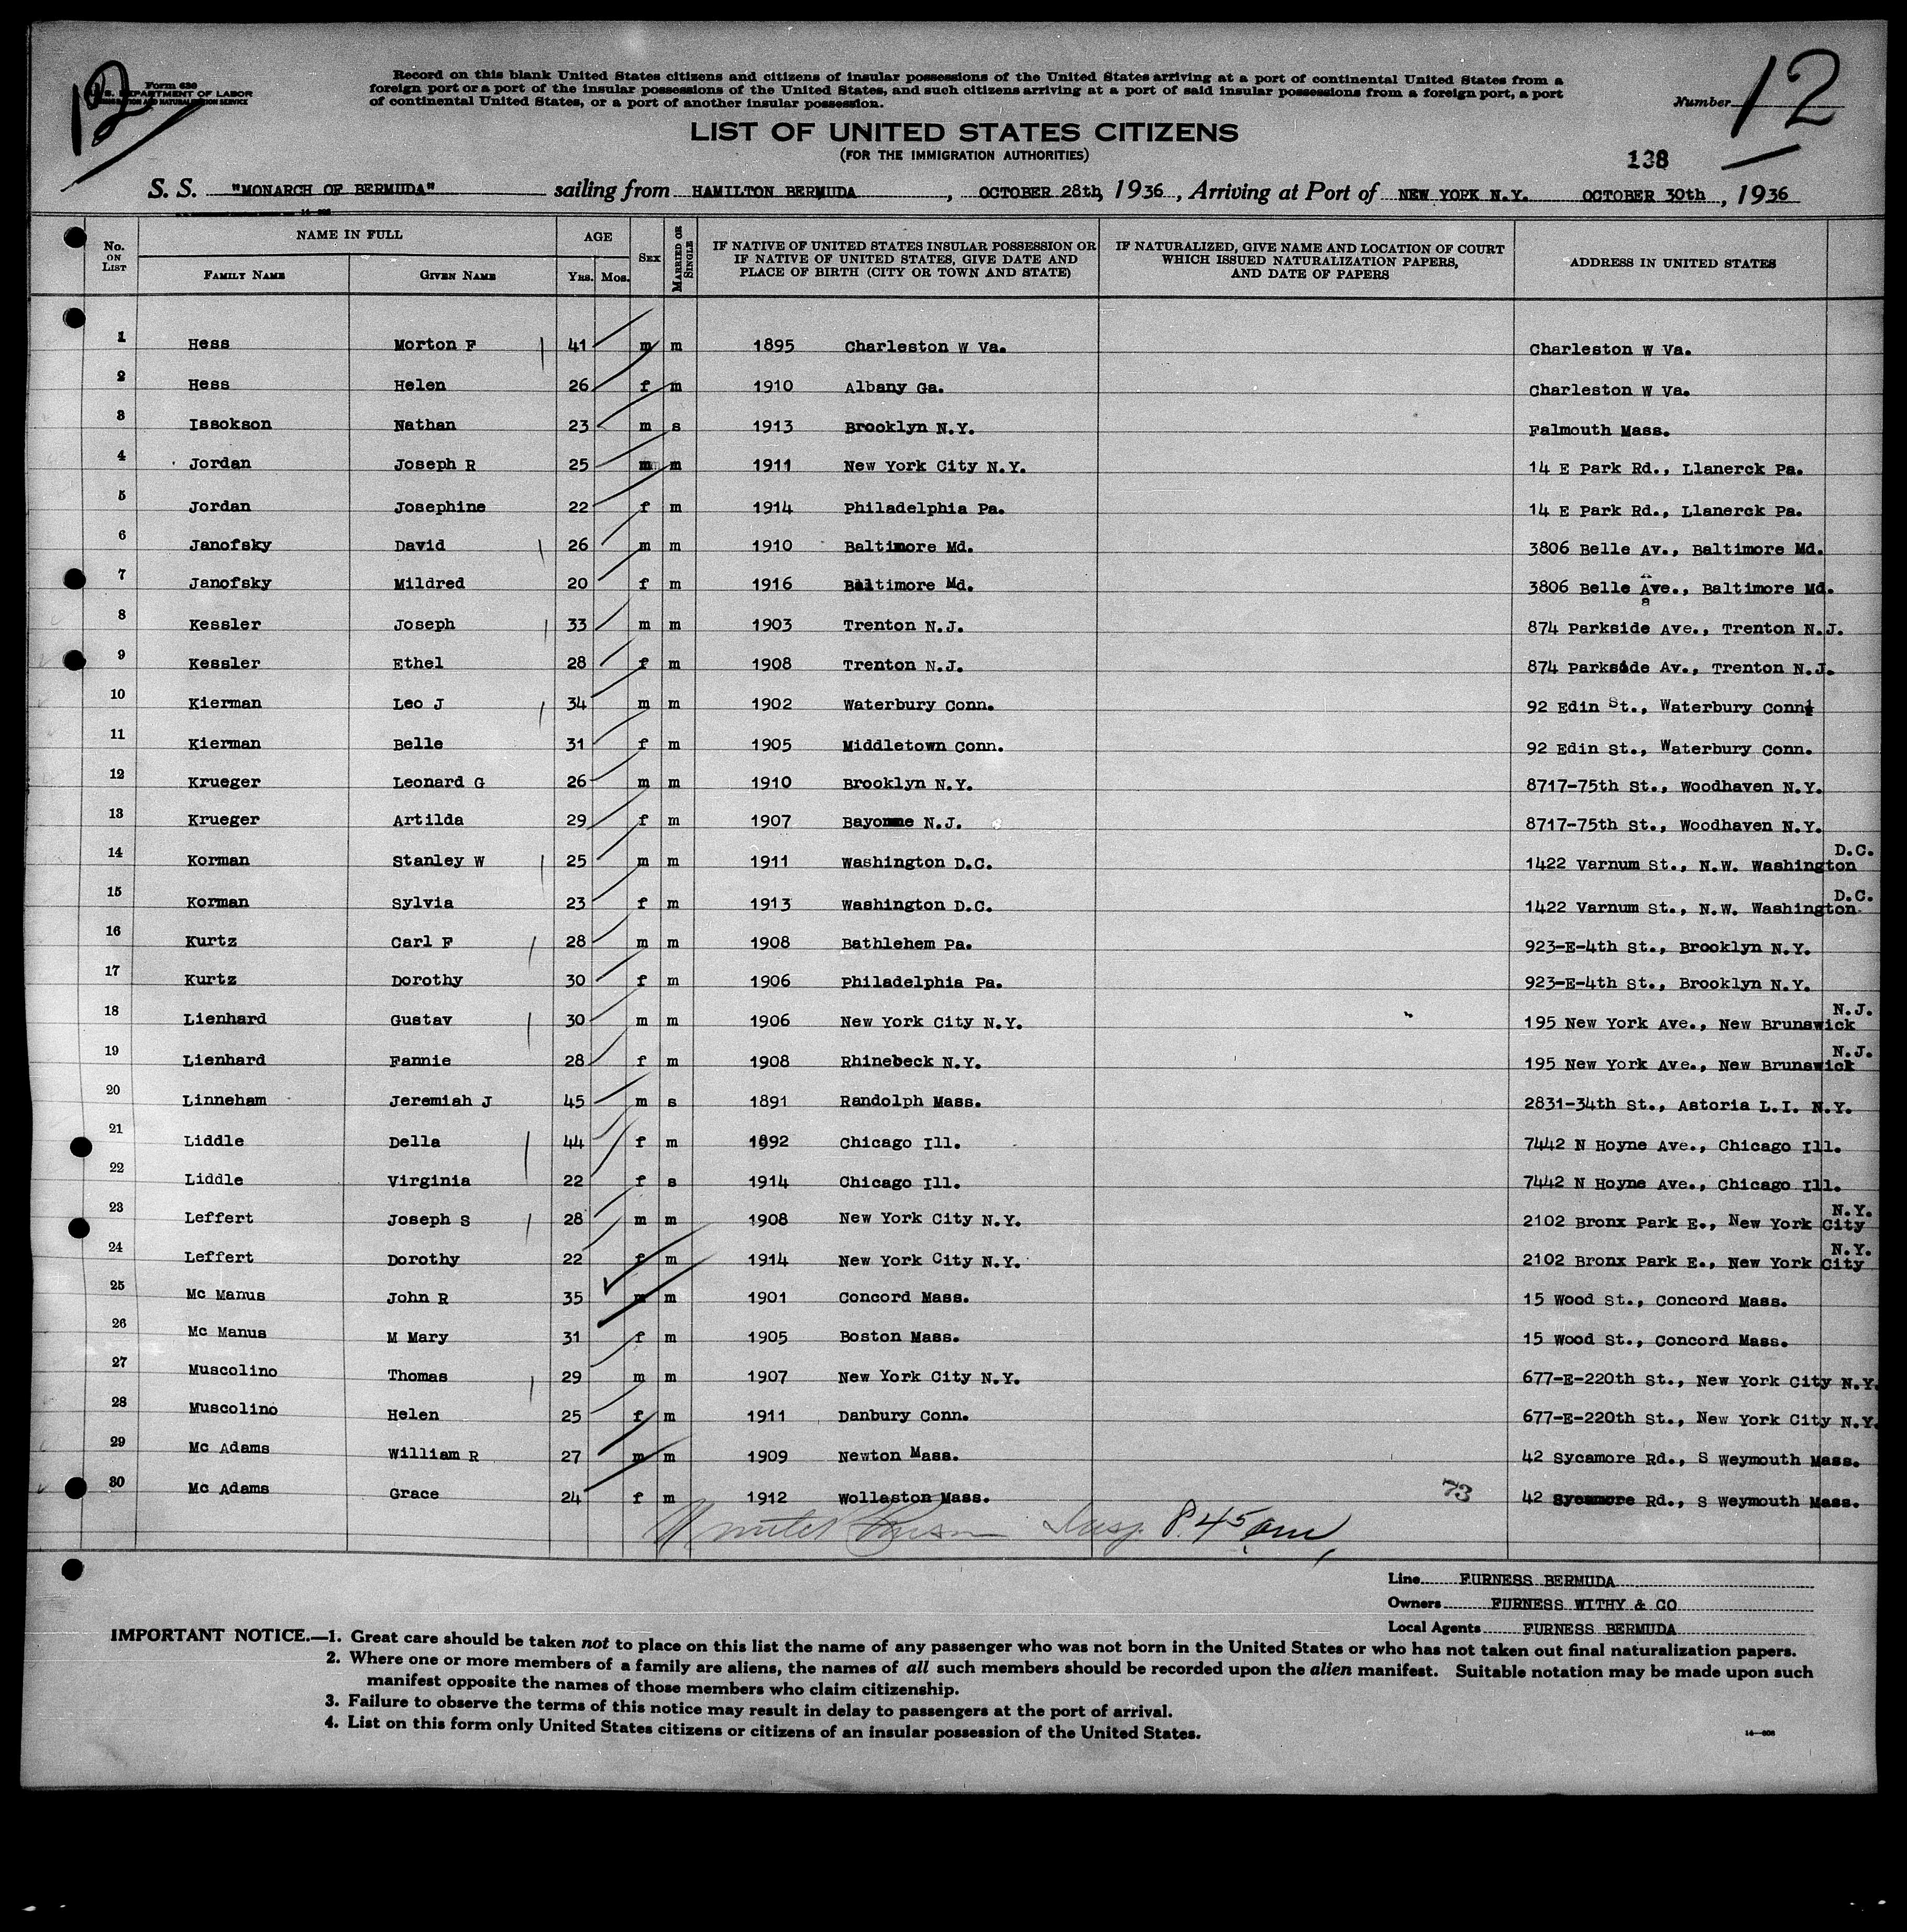 12
Form 630
U.S. DEPARTMENT OF LABOR
IMMIGRATION AND NATURALIZATION SERVICE
Record on this blank United States citizens and citizens of insular possessions of the United States arriving at a port of continental United States from a
foreign port or a port of the insular possessions of the United States, and such citizens arriving at a port of said insular possessions from a foreign port, a port
of continental United States, or a port of another insular possession.
Number 12
LIST OF UNITED STATES CITIZENS
(FOR THE IMMIGRATION AUTHORITIES)
138
S. S. "MONARCH OF BERMUDA" sailing from HAMILTON BERMUDA, OCTOBER 28th, 1936, Arriving at Port of NEW YORK N.Y. OCTOBER 30th, 1936
No. ON LIST NAME IN FULL FAMILY NAME GIVEN NAME AGE YRS. MOS. SEX MARRIED OR SINGLE IF NATIVE OF UNITED STATES INSULAR POSSESSION OR IF NATIVE OF UNITED STATES, GIVE DATE AND PLACE OF BIRTH (CITY OR TOWN AND STATE) IF NATURALIZED, GIVE NAME AND LOCATION OF COURT WHICH ISSUED NATURALIZATION PAPERS, AND DATE OF PAPERS ADDRESS IN UNITED STATES
1 Hess Morton F 41 m m 1895 Charleston W Va. Charleston W Va.
2 Hess Helen 26 f m 1910 Albany Ga. Charleston W Va.
3 Issokson Nathan 23 m s 1913 Brooklyn N.Y. Falmouth Mass.
4 Jordan Joseph R 25 m m 1911 New York City N.Y. 14 E Park Rd., Llanerck Pa.
5 Jordan Josephine 22 f m 1914 Philadelphia Pa. 14 E Park Rd., Llanerck Pa.
6 Janofsky David 26 m m 1910 Baltimore Md. 3806 Belle Av., Baltimore Md.
7 Janofsky Mildred 20 f m 1916 Baltimore Md. 3806 Belle Ave., Baltimore Md.
8 Kessler Joseph 33 m m 1903 Trenton N.J. 874 Parkside Ave., Trenton N.J.
9 Kessler Ethel 28 f m 1908 Trenton N.J. 874 Parkside Av., Trenton N.J.
10 Kierman Leo J 34 m m 1902 Waterbury Conn. 92 Edin St., Waterbury Conn.
11 Kierman Belle 31 f m 1905 Middletown Conn. 92 Edin St., Waterbury Conn.
12 Krueger Leonard G 26 m m 1910 Brooklyn N.Y. 8717-75th St., Woodhaven N.Y.
13 Krueger Artilda 29 f m 1907 Bayonne N.J. 8717-75th St., Woodhaven N.Y.
14 Korman Stanley W 25 m m 1911 Washington D.C. 1422 Varnum St., N.W. Washington D.C.
15 Korman Sylvia 23 f m 1913 Washington D.C. 1422 Varnum St., N.W. Washington D.C.
16 Kurtz Carl F 28 m m 1908 Bathlehem Pa. 923-E-4th St., Brooklyn N.Y.
17 Kurtz Dorothy 30 f m 1906 Philadelphia Pa. 923-E-4th St., Brooklyn N.Y.
18 Lienhard Gustav 30 m m 1906 New York City N.Y. 195 New York Ave., New Brunswick N.J.
19 Lienhard Fannie 28 f m 1908 Rhinebeck N.Y. 195 New York Ave., New Brunswick N.J.
20 Linneham Jeremiah J 45 m s 1891 Randolph Mass. 2831-34th St., Astoria L.I. N.Y.
21 Liddle Della 44 f m 1892 Chicago Ill. 7442 N Hoyne Ave., Chicago Ill.
22 Liddle Virginia 22 f s 1914 Chicago Ill. 7442 N Hoyne Ave., Chicago Ill.
23 Leffert Joseph S 28 m m 1908 New York City N.Y. 2102 Bronx Park E., New York City N.Y.
24 Leffert Dorothy 22 f m 1914 New York City N.Y. 2102 Bronx Park E., New York City N.Y.
25 Mc Manus John R 35 m m 1901 Concord Mass. 15 Wood St., Concord Mass.
26 Mc Manus M Mary 31 f m 1905 Boston Mass. 15 Wood St., Concord Mass.
27 Muscolino Thomas 29 m m 1907 New York City N.Y. 677-E-220th St., New York City N.Y.
28 Muscolino Helen 25 f m 1911 Danbury Conn. 677-E-220th St., New York City N.Y.
29 Mc Adams William R 27 m m 1909 Newton Mass. 42 Sycamore Rd., S Weymouth Mass.
30 Mc Adams Grace 24 f m 1912 Wollaston Mass. 73 42 Sycamore Rd., S Weymouth Mass.
Insp. 8.45 am
Line FURNESS BERMUDA
Owners FURNESS WITHY & CO
Local Agents FURNESS BERMUDA
IMPORTANT NOTICE.—1. Great care should be taken not to place on this list the name of any passenger who was not born in the United States or who has not taken out final naturalization papers.
2. Where one or more members of a family are aliens, the names of all such members should be recorded upon the alien manifest. Suitable notation may be made upon such
manifest opposite the names of those members who claim citizenship.
3. Failure to observe the terms of this notice may result in delay to passengers at the port of arrival.
4. List on this form only United States citizens or citizens of an insular possession of the United States.